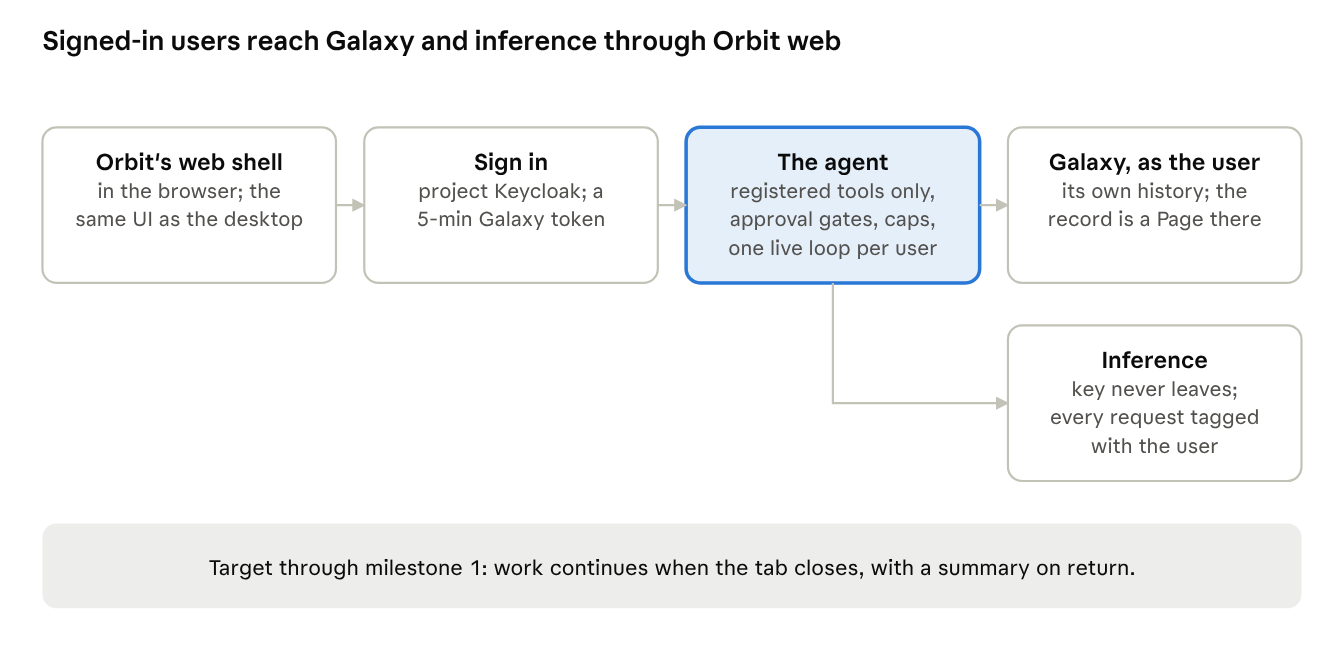 Signed-in users reach Galaxy and inference through Orbit web
Orbit's web shell
in the browser; the
same UI as the desktop
Sign in
project Keycloak; a
5-min Galaxy token
The agent
registered tools only,
approval gates, caps,
one live loop per user
Galaxy, as the user
its own history; the
record is a Page there
Inference
key never leaves;
every request tagged
with the user
Target through milestone 1: work continues when the tab closes, with a summary on return.